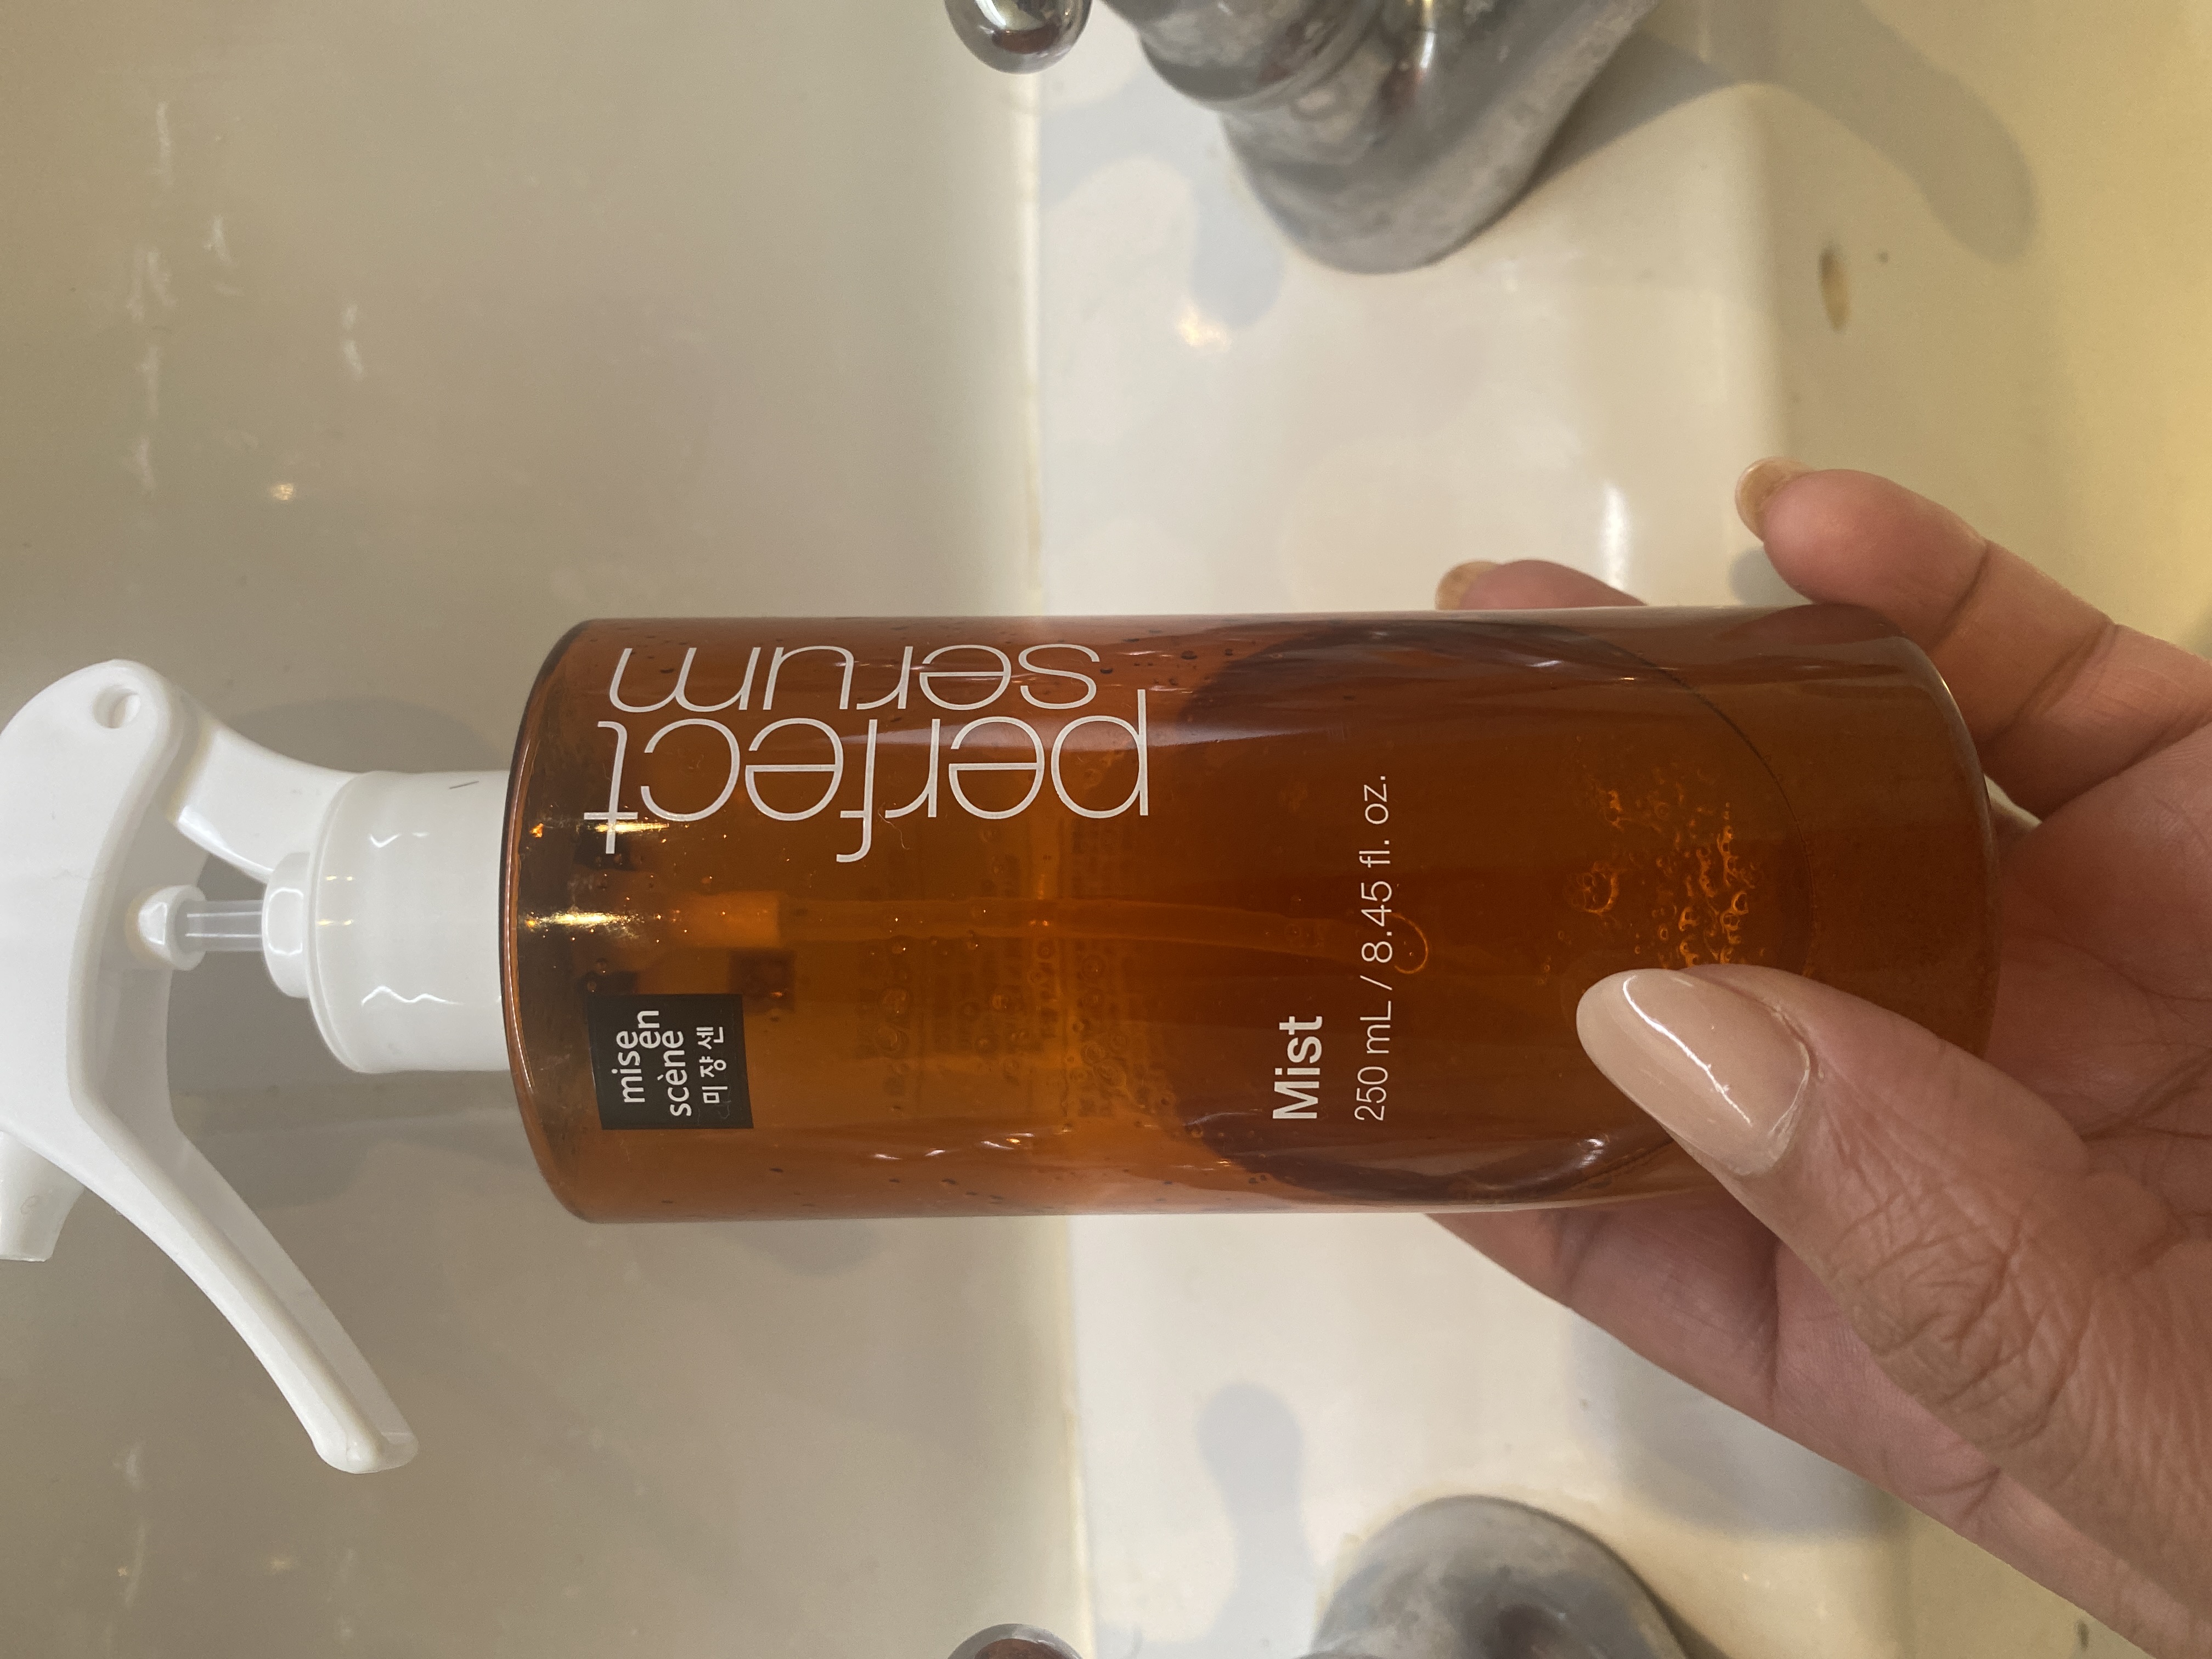 mise
en
scène
미쟝센
perfect
serum
Mist
250 mL / 8.45 fl. oz.